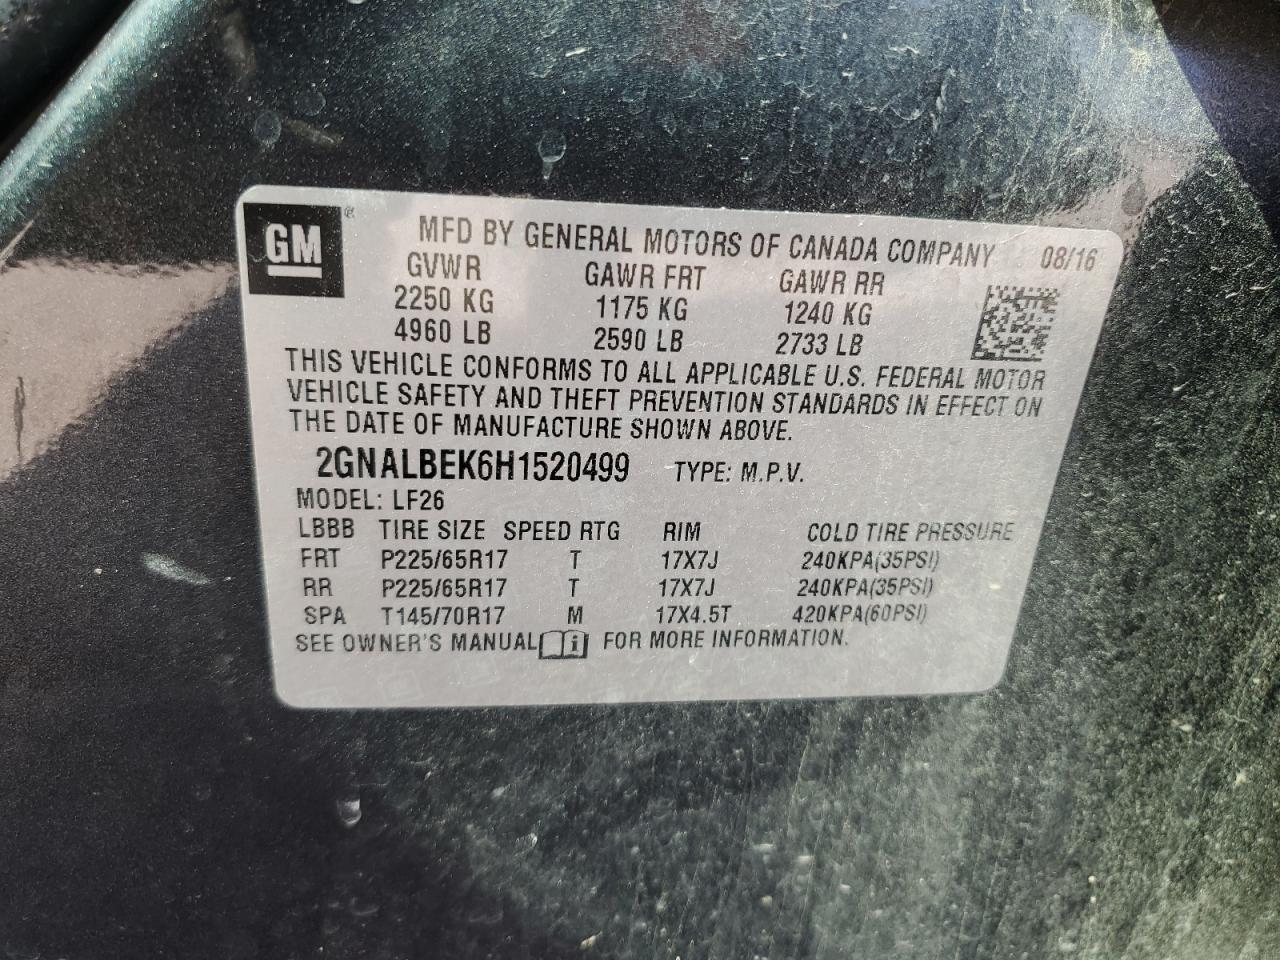 GM®
MFD BY GENERAL MOTORS OF CANADA COMPANY 08/16
GVWR GAWR FRT GAWR RR
2250 KG 1175 KG 1240 KG
4960 LB 2590 LB 2733 LB
THIS VEHICLE CONFORMS TO ALL APPLICABLE U.S. FEDERAL MOTOR
VEHICLE SAFETY AND THEFT PREVENTION STANDARDS IN EFFECT ON
THE DATE OF MANUFACTURE SHOWN ABOVE.
2GNALBEK6H1520499 TYPE: M.P.V.
MODEL: LF26
LBBB TIRE SIZE SPEED RTG RIM COLD TIRE PRESSURE
FRT P225/65R17 T 17X7J 240KPA(35PSI)
RR P225/65R17 T 17X7J 240KPA(35PSI)
SPA T145/70R17 M 17X4.5T 420KPA(60PSI)
SEE OWNER'S MANUAL i FOR MORE INFORMATION.